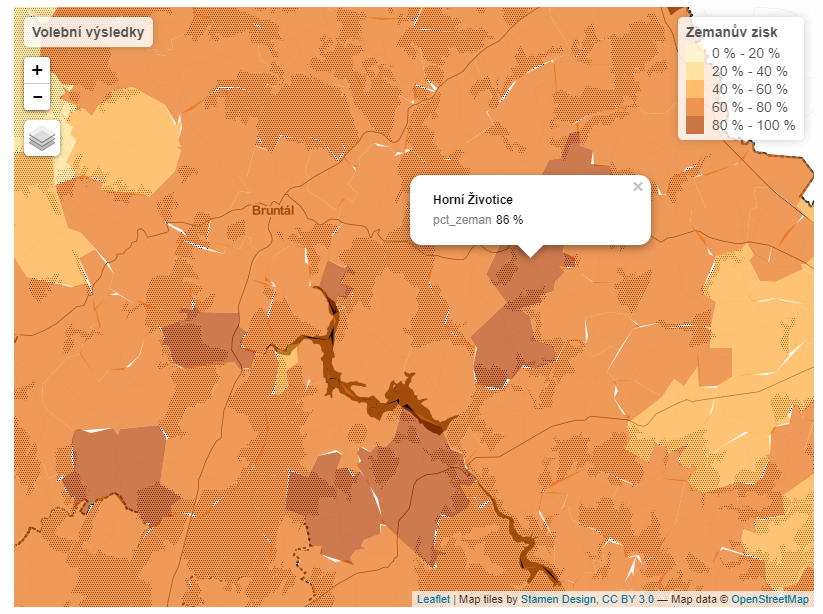 Volební výsledky
+
−
Zemanův zisk
0 % - 20 %
20 % - 40 %
40 % - 60 %
60 % - 80 %
80 % - 100 %
Horní Životice
×
pct_zeman 86 %
Bruntál
Leaflet | Map tiles by Stamen Design, CC BY 3.0 — Map data © OpenStreetMap